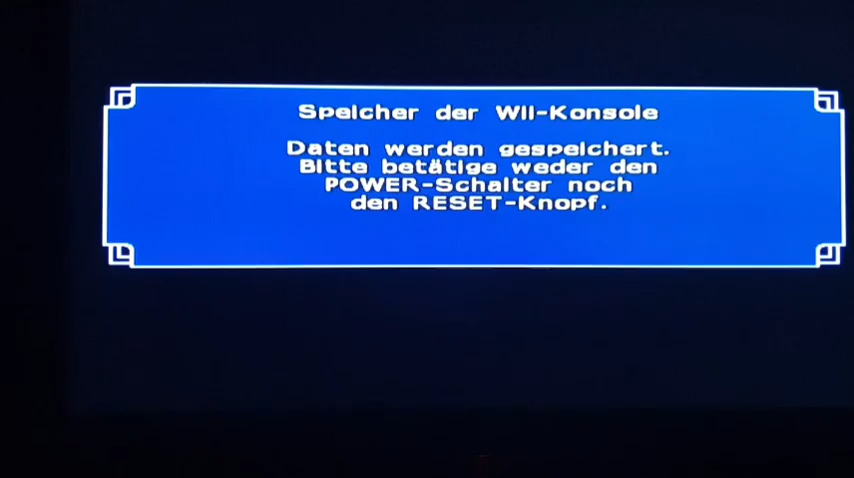 Speicher der Wii-Konsole
Daten werden gespeichert.
Bitte betätige weder den
POWER-Schalter noch
den RESET-Knopf.